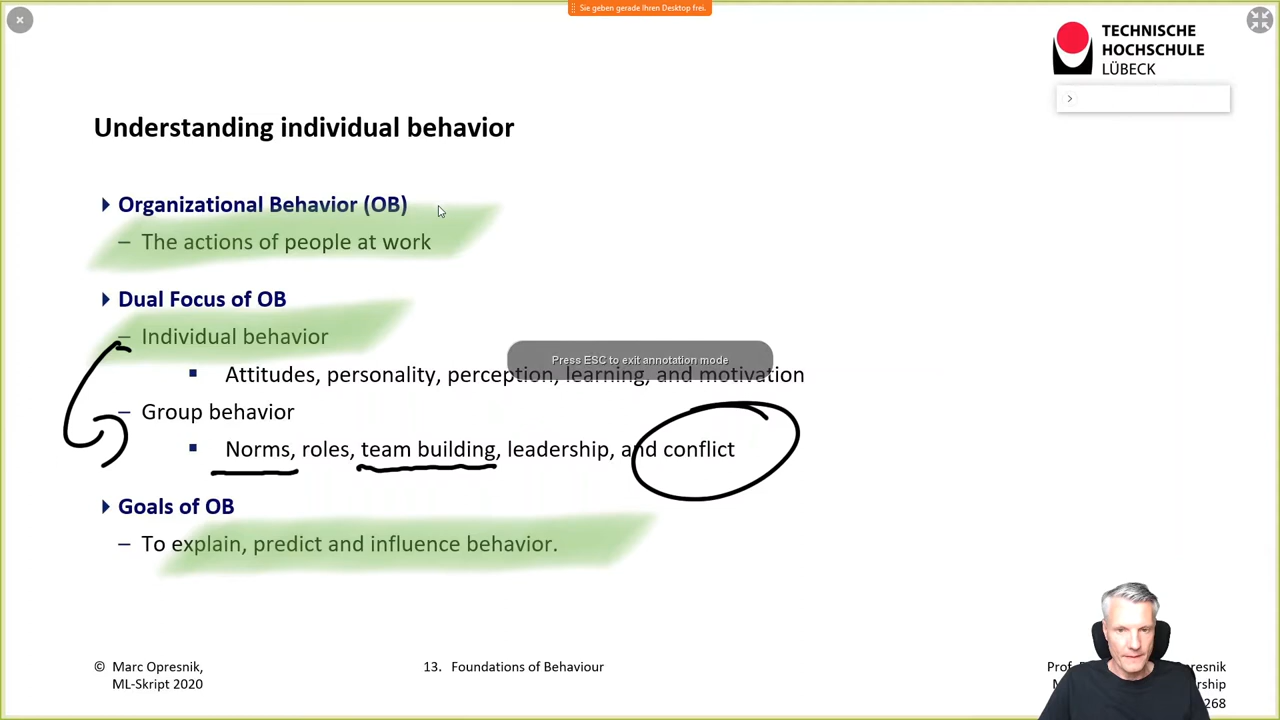 Sie geben gerade Ihren Desktop frei.
TECHNISCHE
HOCHSCHULE
LÜBECK
Understanding individual behavior
Organizational Behavior (OB)
– The actions of people at work
Dual Focus of OB
– Individual behavior
Press ESC to exit annotation mode
▪ Attitudes, personality, perception, learning, and motivation
– Group behavior
▪ Norms, roles, team building, leadership, and conflict
Goals of OB
– To explain, predict and influence behavior.
© Marc Opresnik,
ML-Skript 2020
13. Foundations of Behaviour
Prof.
268